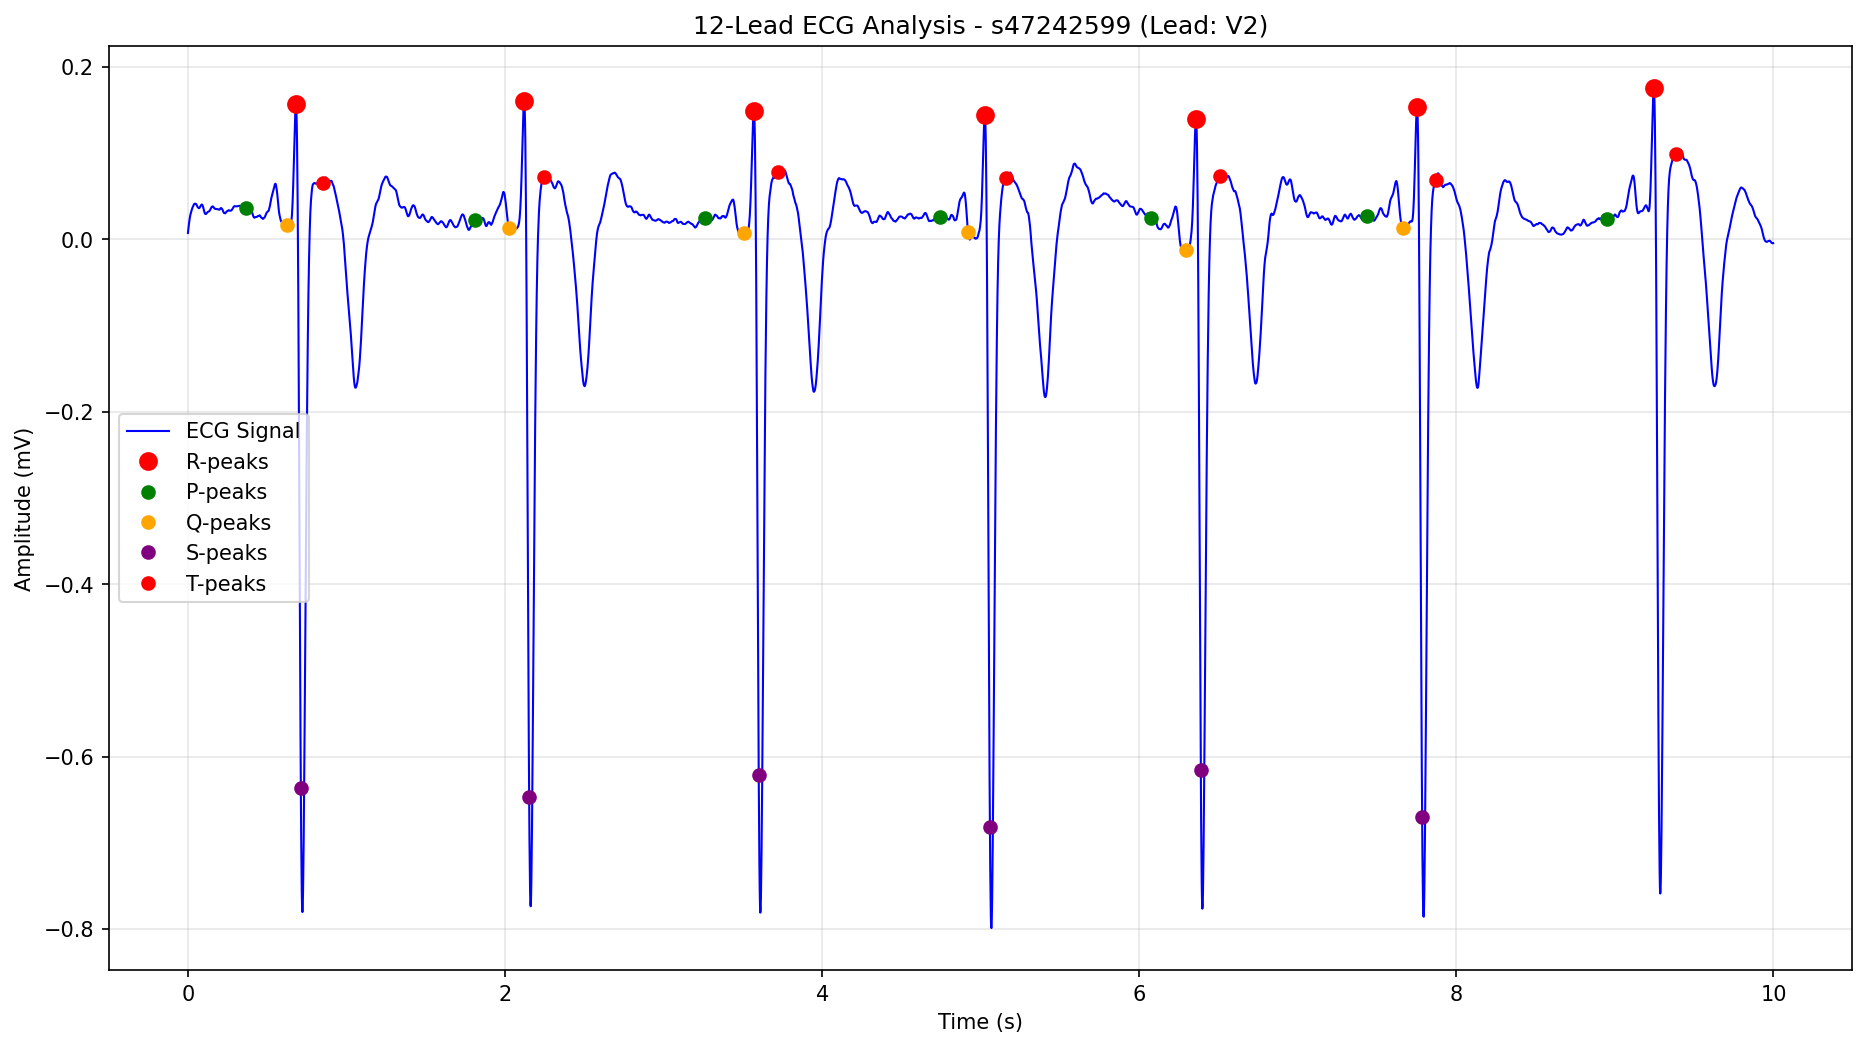 12-Lead ECG Analysis - s47242599 (Lead: V2)
0.2
0.0
−0.2
−0.4
−0.6
−0.8
Amplitude (mV)
ECG Signal
R-peaks
P-peaks
Q-peaks
S-peaks
T-peaks
0 2 4 6 8 10
Time (s)